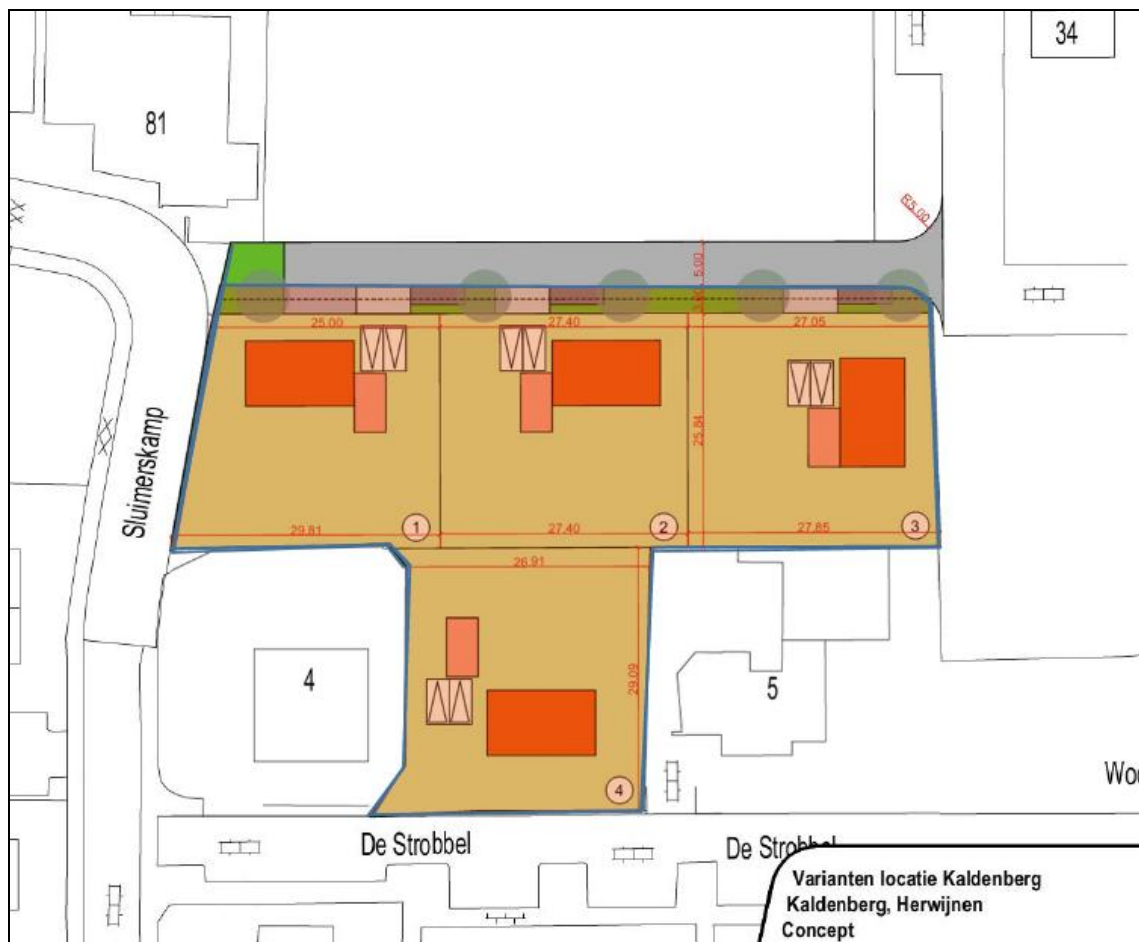 34
81
R5.00
5.00
25.00
27.40
27.05
25.84
Sluimerskamp
29.81
1
27.40
2
27.85
3
26.91
29.09
4
5
4
De Strobbel
De Strobbel
Varianten locatie Kaldenberg
Kaldenberg, Herwijnen
Concept